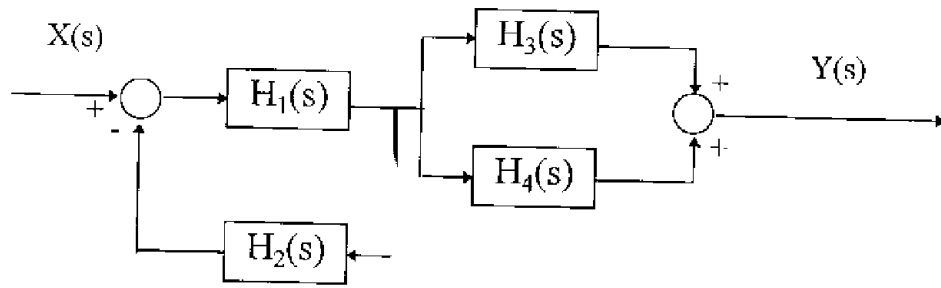 X(s)
H₃(s)
Y(s)
+
H₁(s)
+
-
+
H₄(s)
H₂(s)